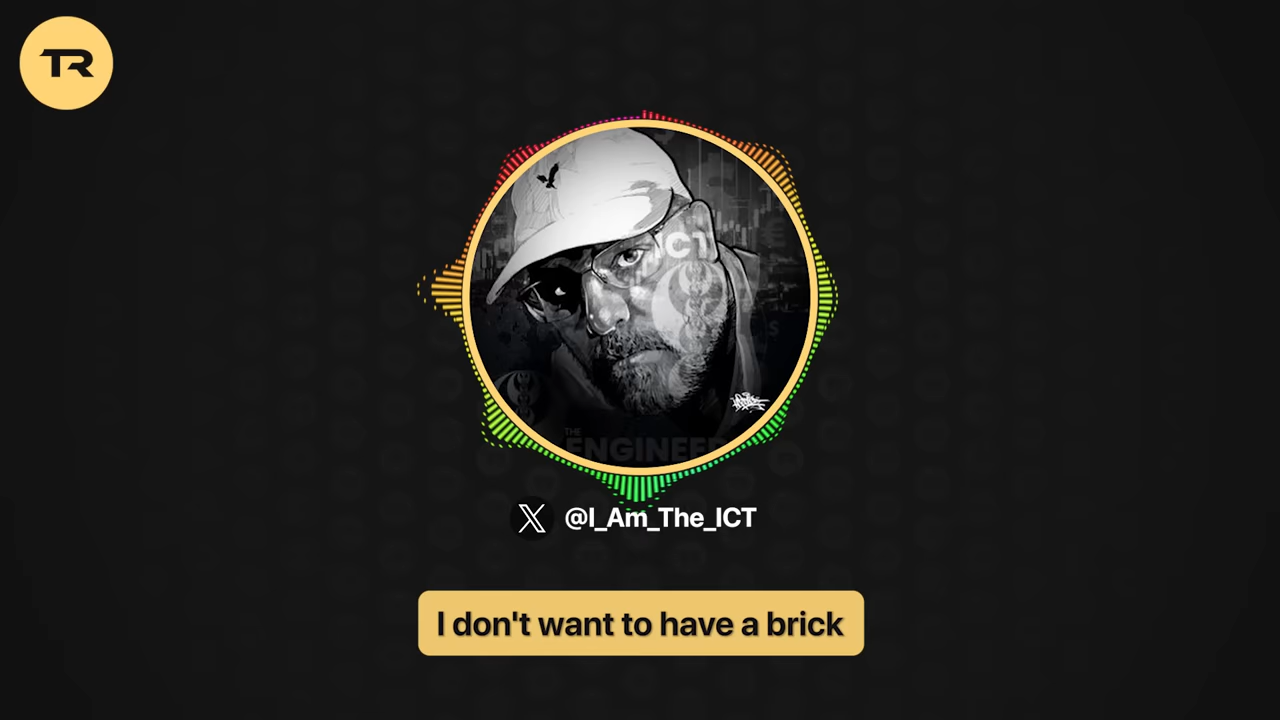 TR
ICT
THE
ENGINEER
@I_Am_The_ICT
I don't want to have a brick